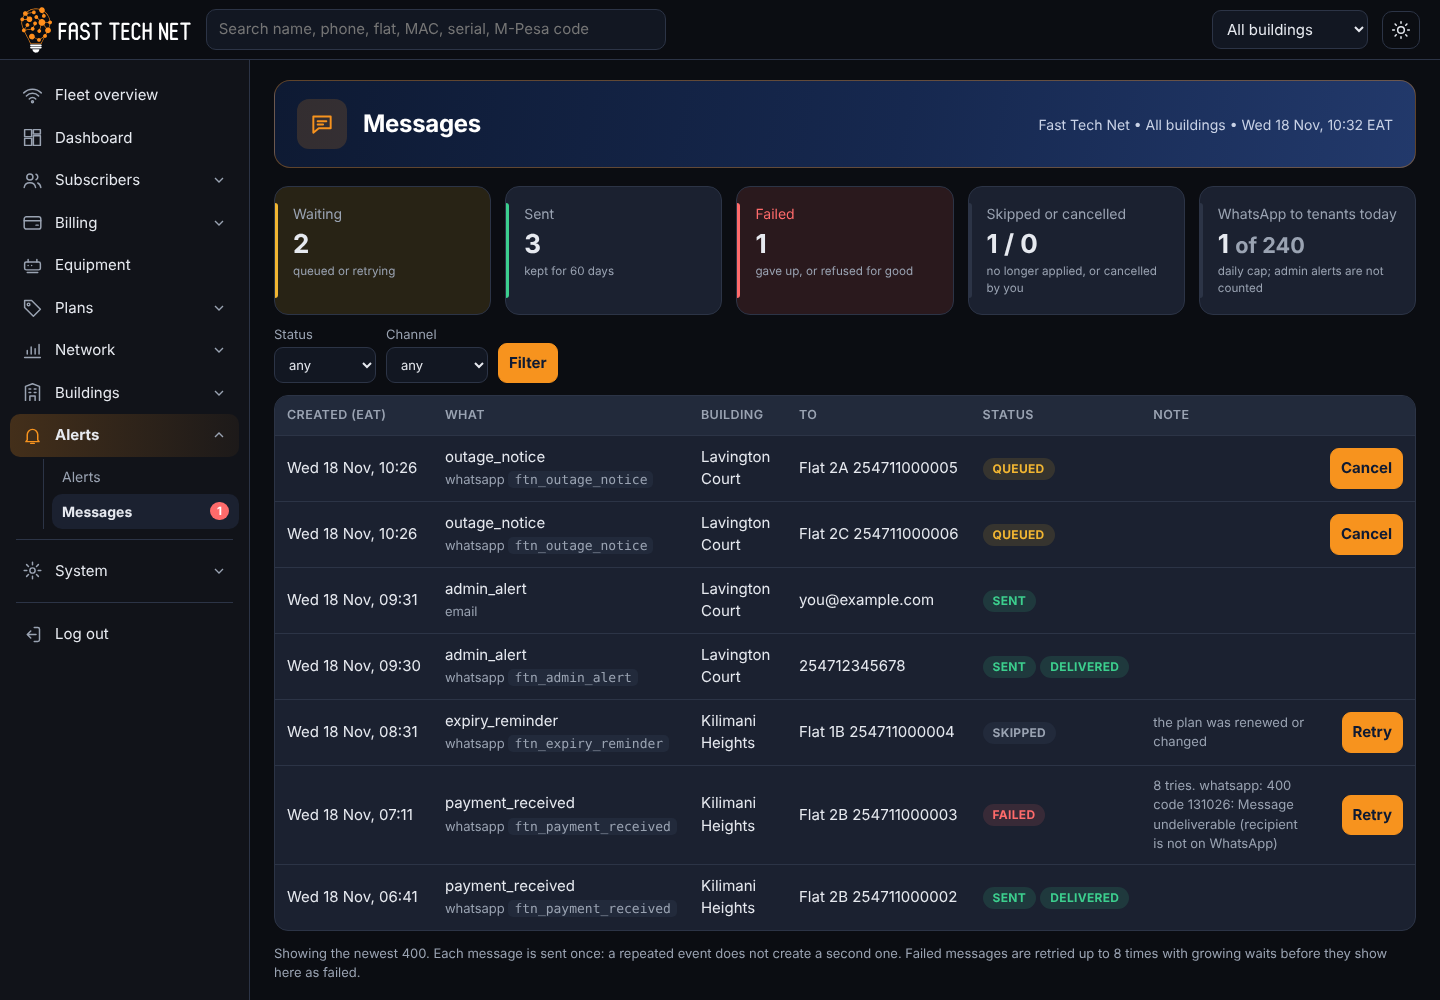 FAST TECH NET
Search name, phone, flat, MAC, serial, M-Pesa code
All buildings
Fleet overview
Dashboard
Subscribers
Billing
Equipment
Plans
Network
Buildings
Alerts
Alerts
Messages 1
System
Log out
Messages
Fast Tech Net • All buildings • Wed 18 Nov, 10:32 EAT
Waiting
2
queued or retrying
Sent
3
kept for 60 days
Failed
1
gave up, or refused for good
Skipped or cancelled
1 / 0
no longer applied, or cancelled
by you
WhatsApp to tenants today
1 of 240
daily cap; admin alerts are not
counted
Status
any
Channel
any
Filter
CREATED (EAT) WHAT BUILDING TO STATUS NOTE
Wed 18 Nov, 10:26
outage_notice
whatsapp ftn_outage_notice
Lavington
Court
Flat 2A 254711000005
QUEUED
Cancel
Wed 18 Nov, 10:26
outage_notice
whatsapp ftn_outage_notice
Lavington
Court
Flat 2C 254711000006
QUEUED
Cancel
Wed 18 Nov, 09:31
admin_alert
email
Lavington
Court
you@example.com
SENT
Wed 18 Nov, 09:30
admin_alert
whatsapp ftn_admin_alert
Lavington
Court
254712345678
SENT DELIVERED
Wed 18 Nov, 08:31
expiry_reminder
whatsapp ftn_expiry_reminder
Kilimani
Heights
Flat 1B 254711000004
SKIPPED
the plan was renewed or
changed
Retry
Wed 18 Nov, 07:11
payment_received
whatsapp ftn_payment_received
Kilimani
Heights
Flat 2B 254711000003
FAILED
8 tries. whatsapp: 400
code 131026: Message
undeliverable (recipient
is not on WhatsApp)
Retry
Wed 18 Nov, 06:41
payment_received
whatsapp ftn_payment_received
Kilimani
Heights
Flat 2B 254711000002
SENT DELIVERED
Showing the newest 400. Each message is sent once: a repeated event does not create a second one. Failed messages are retried up to 8 times with growing waits before they show
here as failed.